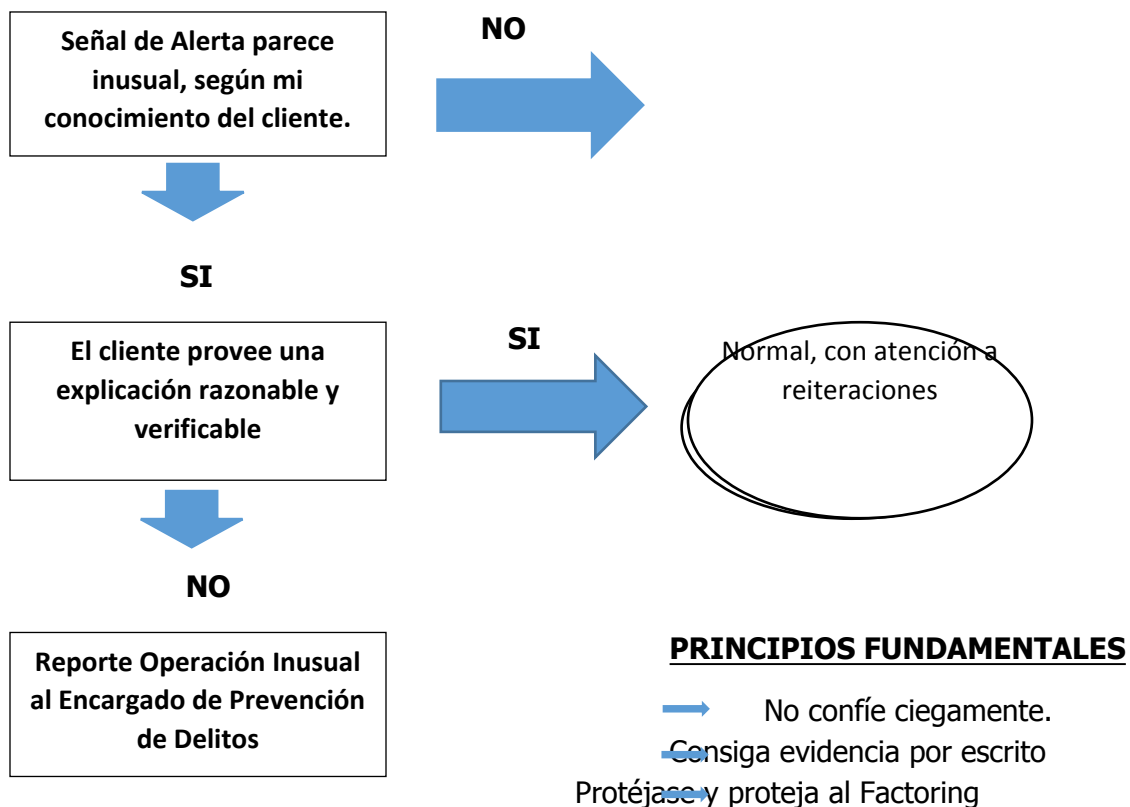 Señal de Alerta parece
inusual, según mi
conocimiento del cliente.
NO
SI
El cliente provee una
explicación razonable y
verificable
SI
Normal, con atención a
reiteraciones
NO
Reporte Operación Inusual
al Encargado de Prevención
de Delitos
PRINCIPIOS FUNDAMENTALES
No confíe ciegamente.
Consiga evidencia por escrito
Protéjase y proteja al Factoring